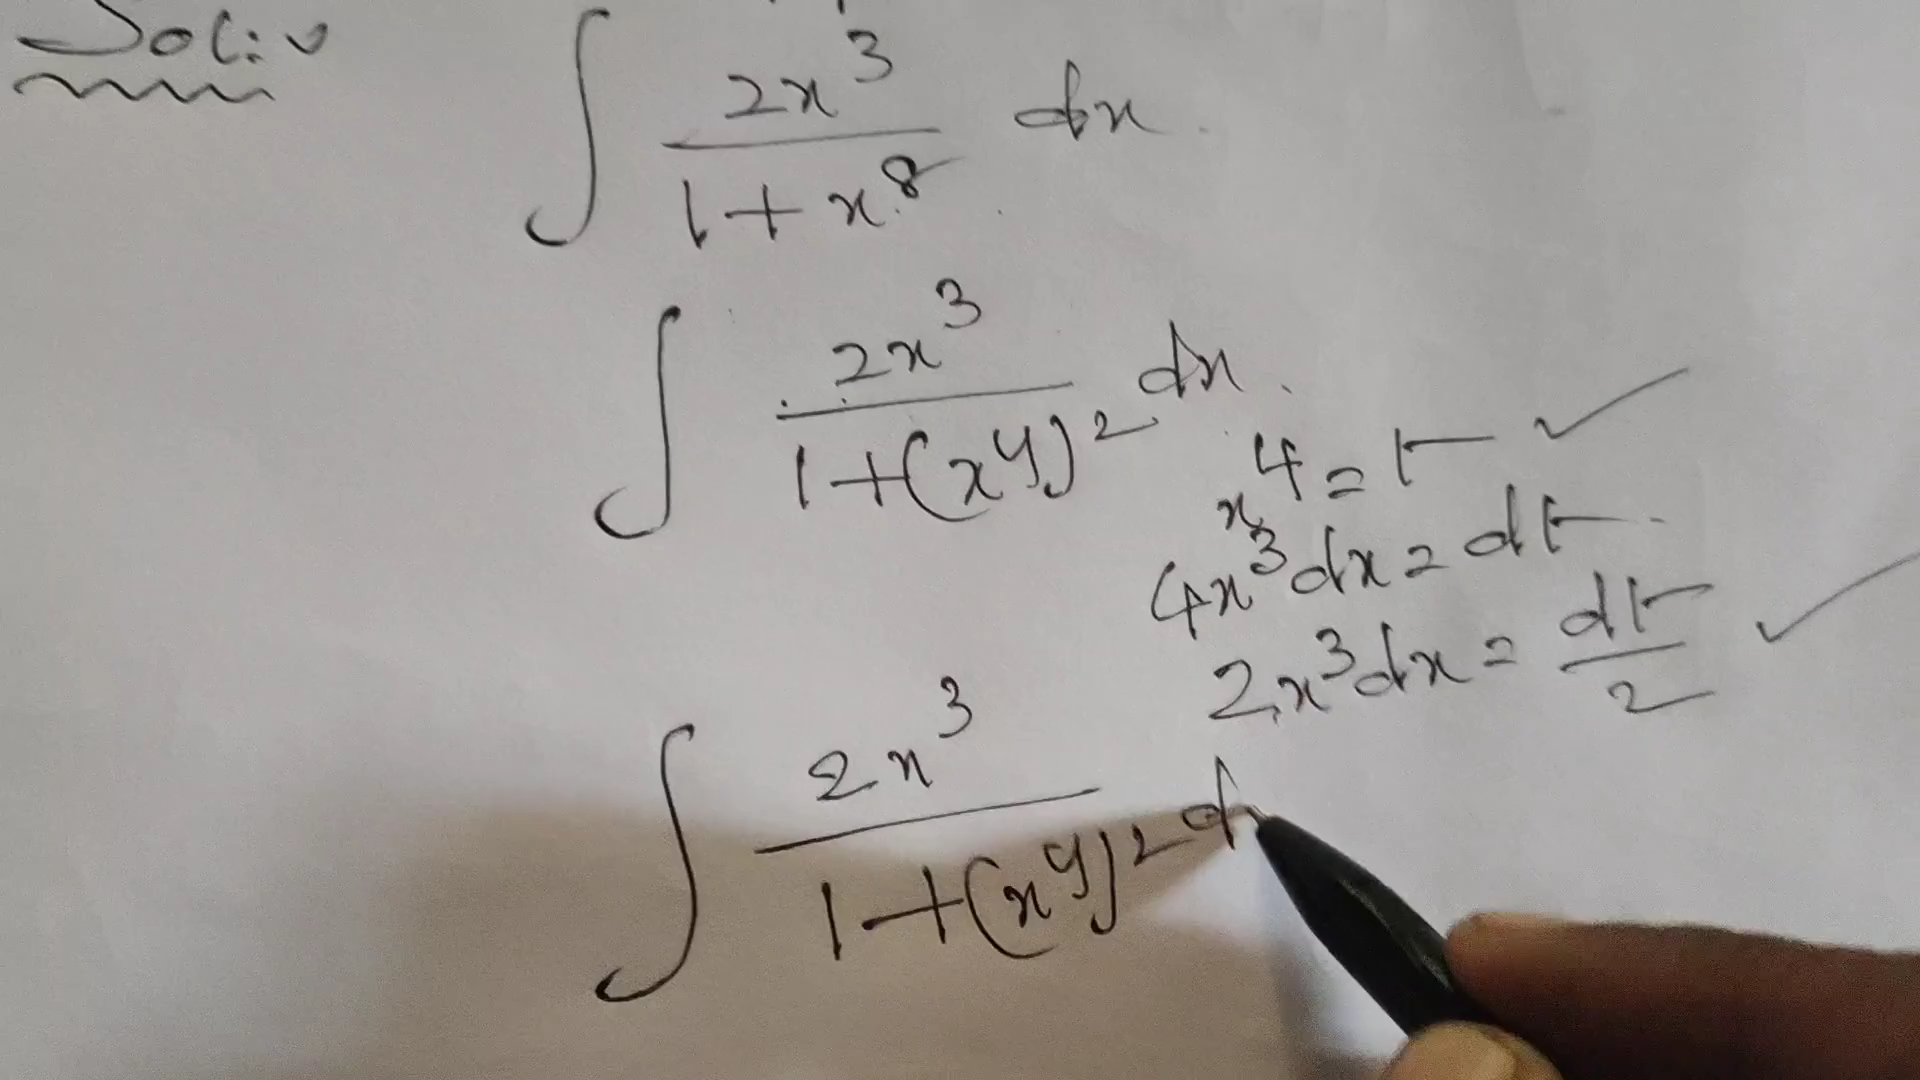 Soln:
∫ 2x³/(1+x⁸) dx.
∫ 2x³/(1+(x⁴)²) dx.
x⁴ = t ✓
4x³dx = dt.
2x³dx = dt/2 ✓
∫ 2x³/(1+(x⁴)²) d